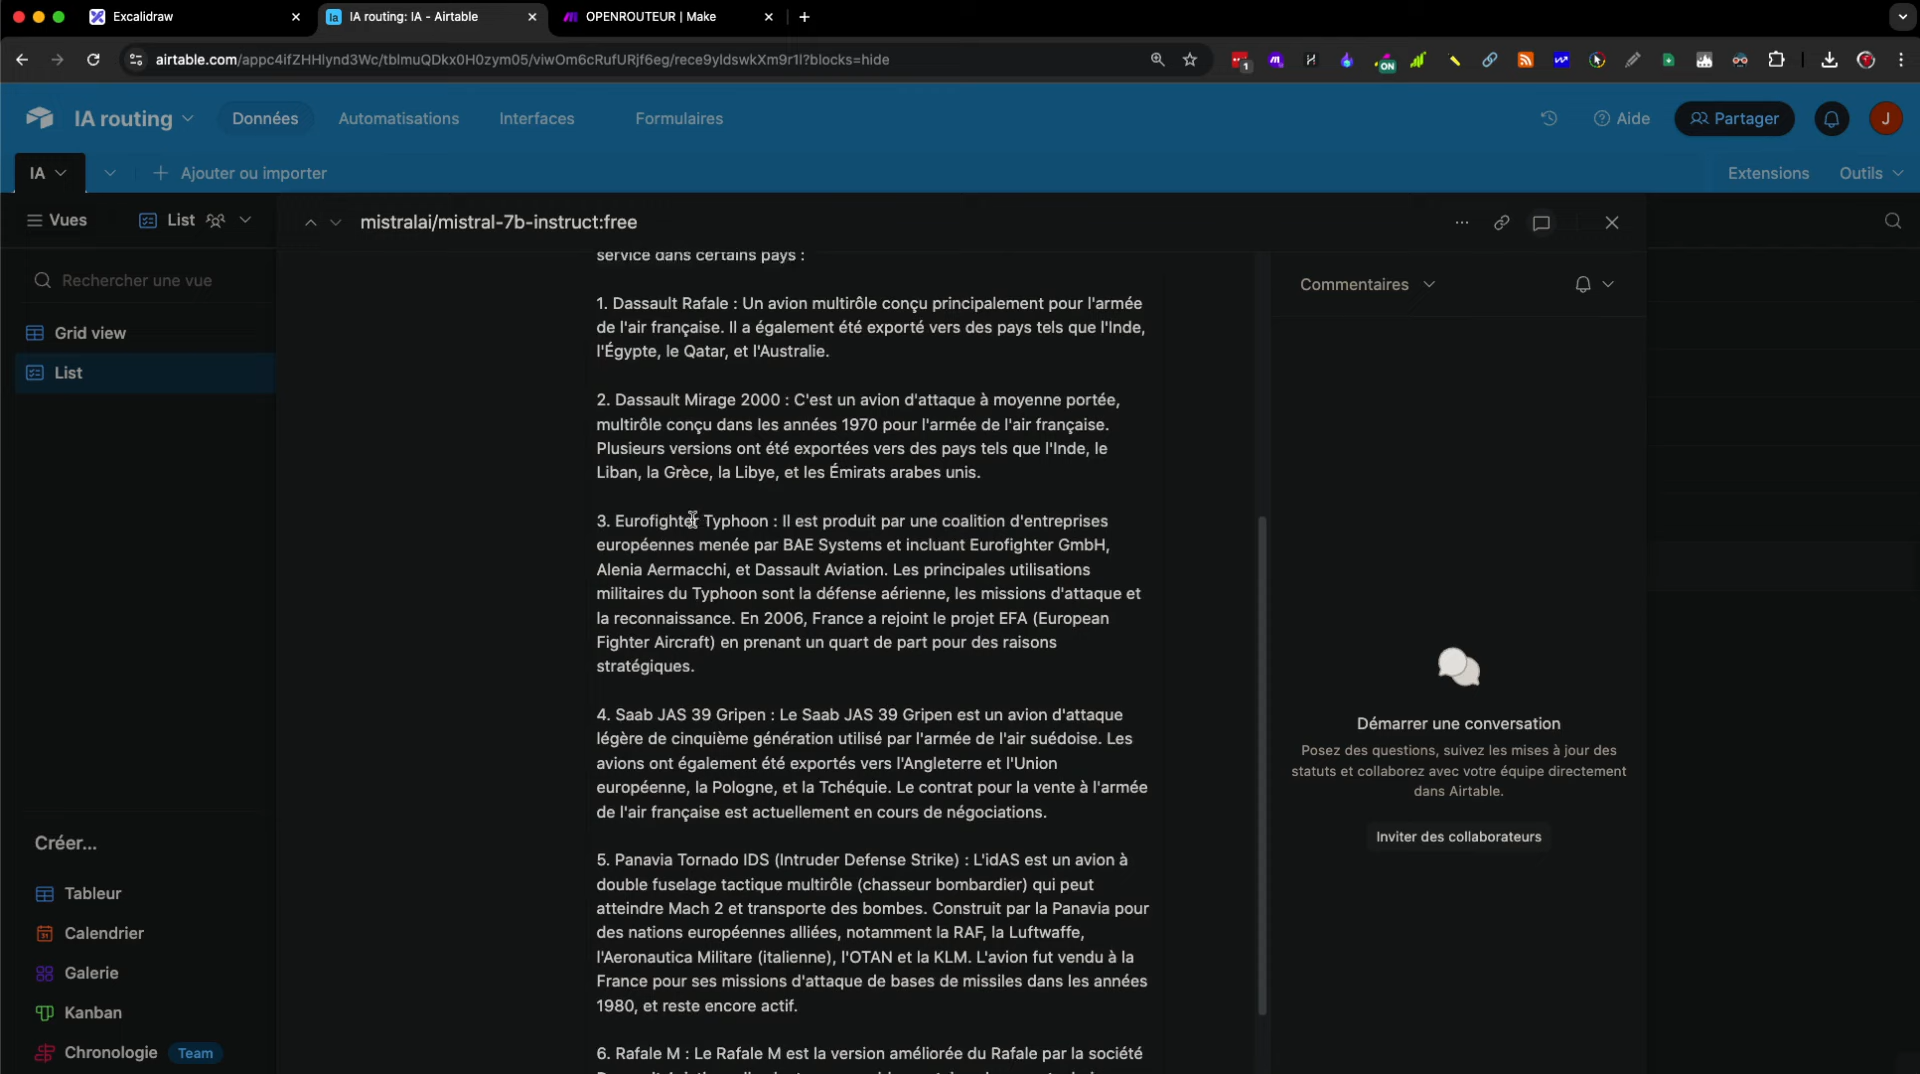 Excalidraw
IA routing: IA - Airtable
OPENROUTEUR | Make
airtable.com/appc4ifZHHlynd3Wc/tblmuQDkx0H0zym05/viwOm6cRufURjf6eg/rece9yldswkXm9r1l?blocks=hide
1
ON
IA routing
Données
Automatisations
Interfaces
Formulaires
Aide
Partager
J
IA
Ajouter ou importer
Extensions
Outils
Vues
List
mistralai/mistral-7b-instruct:free
Rechercher une vue
Grid view
List
service dans certains pays :
1. Dassault Rafale : Un avion multirôle conçu principalement pour l'armée
de l'air française. Il a également été exporté vers des pays tels que l'Inde,
l'Égypte, le Qatar, et l'Australie.
2. Dassault Mirage 2000 : C'est un avion d'attaque à moyenne portée,
multirôle conçu dans les années 1970 pour l'armée de l'air française.
Plusieurs versions ont été exportées vers des pays tels que l'Inde, le
Liban, la Grèce, la Libye, et les Émirats arabes unis.
3. Eurofighter Typhoon : Il est produit par une coalition d'entreprises
européennes menée par BAE Systems et incluant Eurofighter GmbH,
Alenia Aermacchi, et Dassault Aviation. Les principales utilisations
militaires du Typhoon sont la défense aérienne, les missions d'attaque et
la reconnaissance. En 2006, France a rejoint le projet EFA (European
Fighter Aircraft) en prenant un quart de part pour des raisons
stratégiques.
4. Saab JAS 39 Gripen : Le Saab JAS 39 Gripen est un avion d'attaque
légère de cinquième génération utilisé par l'armée de l'air suédoise. Les
avions ont également été exportés vers l'Angleterre et l'Union
européenne, la Pologne, et la Tchéquie. Le contrat pour la vente à l'armée
de l'air française est actuellement en cours de négociations.
5. Panavia Tornado IDS (Intruder Defense Strike) : L'idAS est un avion à
double fuselage tactique multirôle (chasseur bombardier) qui peut
atteindre Mach 2 et transporte des bombes. Construit par la Panavia pour
des nations européennes alliées, notamment la RAF, la Luftwaffe,
l'Aeronautica Militare (italienne), l'OTAN et la KLM. L'avion fut vendu à la
France pour ses missions d'attaque de bases de missiles dans les années
1980, et reste encore actif.
6. Rafale M : Le Rafale M est la version améliorée du Rafale par la société
Commentaires
Démarrer une conversation
Posez des questions, suivez les mises à jour des
statuts et collaborez avec votre équipe directement
dans Airtable.
Inviter des collaborateurs
Créer...
Tableur
Calendrier
Galerie
Kanban
Chronologie
Team